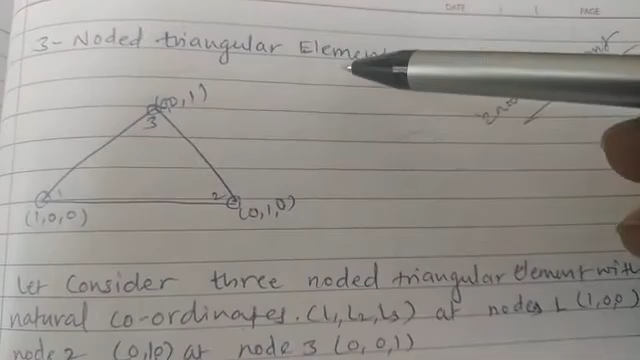 DATE
PAGE
3-Noded triangular Elemen
(0,0,1)
3
1
2
(1,0,0)
(0,1,0)
Let Consider three noded triangular Element with
natural co-ordinates. (L1, L2, L3) at nodes 1 (1,0,0)
node 2 (0,1,0) at node 3 (0,0,1)